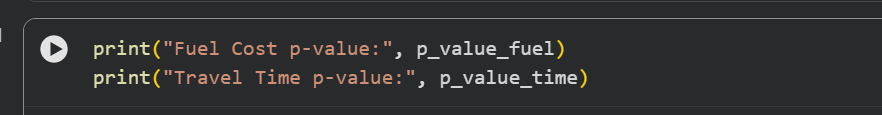 print("Fuel Cost p-value:", p_value_fuel)
print("Travel Time p-value:", p_value_time)